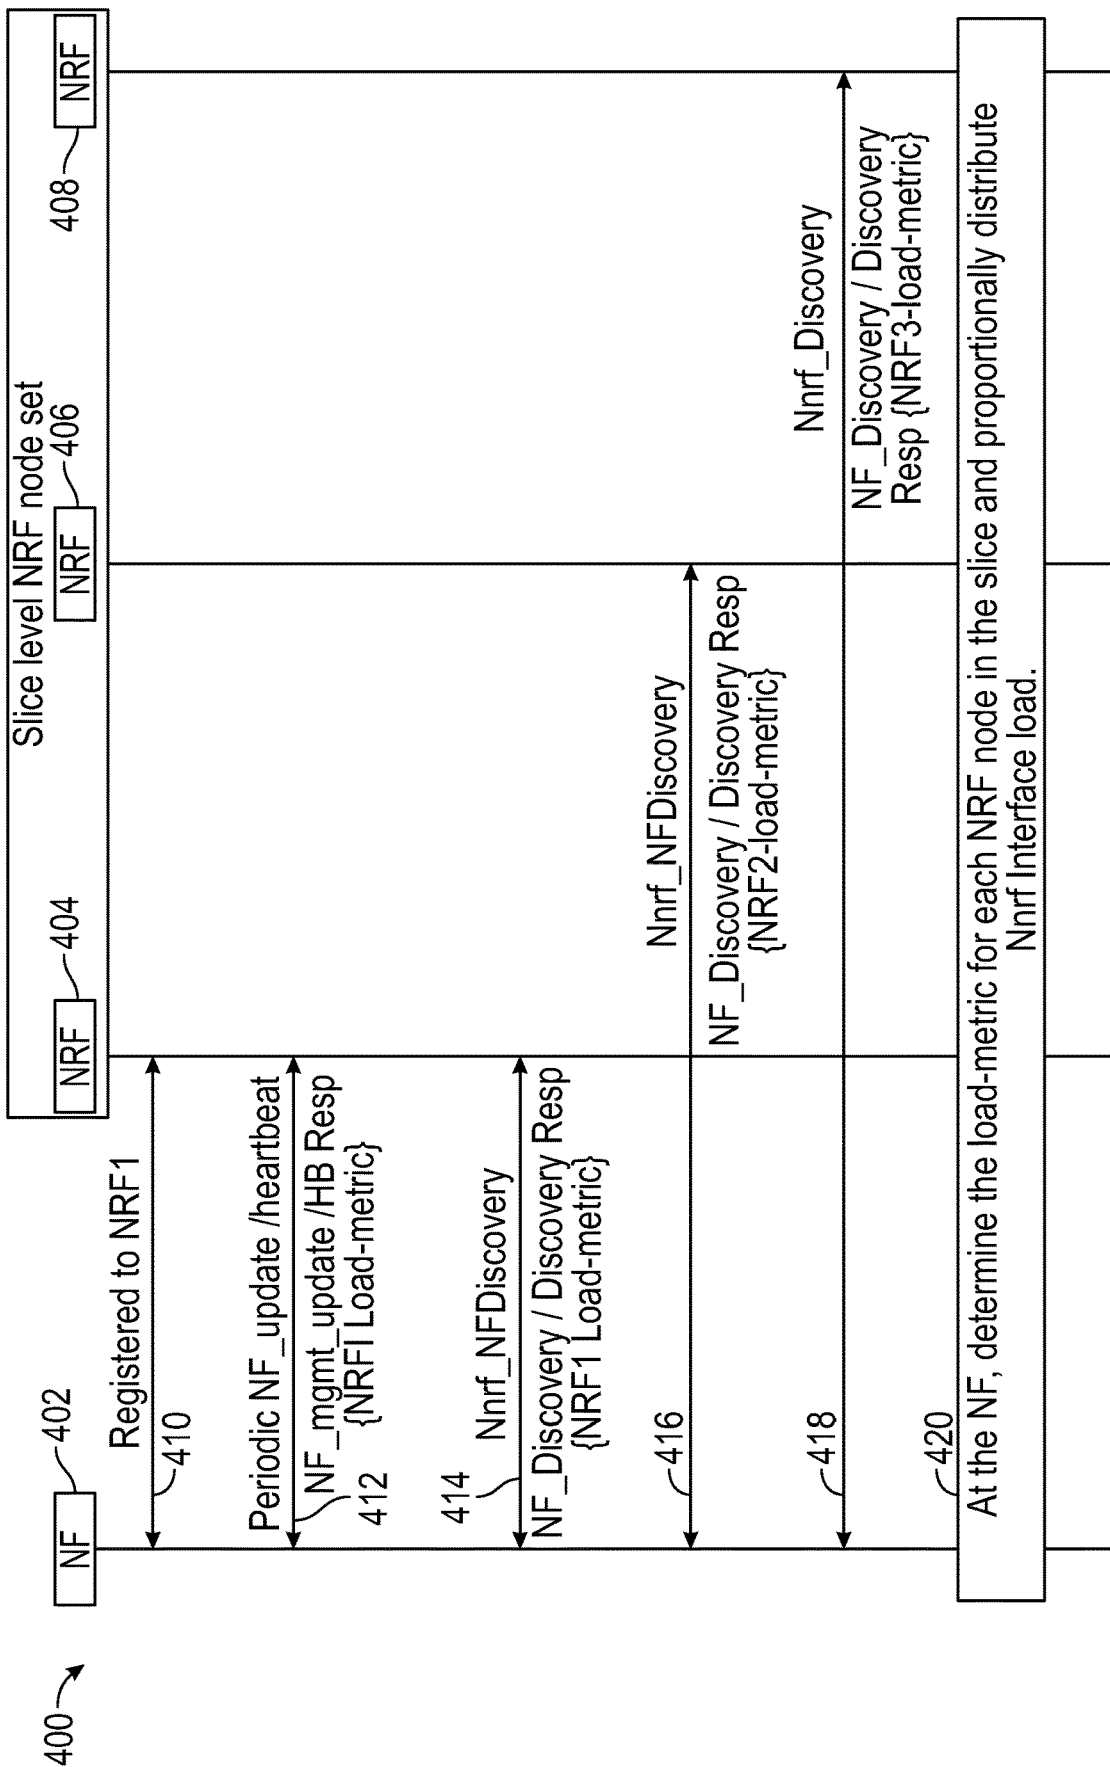 400
Slice level NRF node set
NF
402
NRF
404
NRF
406
NRF
408
Registered to NRF1
410
Periodic NF_update /heartbeat
NF_mgmt_update /HB Resp
{NRFI Load-metric}
412
Nnrf_NFDiscovery
414
NF_Discovery / Discovery Resp
{NRF1 Load-metric}
Nnrf_NFDiscovery
416
NF_Discovery / Discovery Resp
{NRF2-load-metric}
Nnrf_Discovery
418
NF_Discovery / Discovery
Resp {NRF3-load-metric}
420
At the NF, determine the load-metric for each NRF node in the slice and proportionally distribute
Nnrf Interface load.